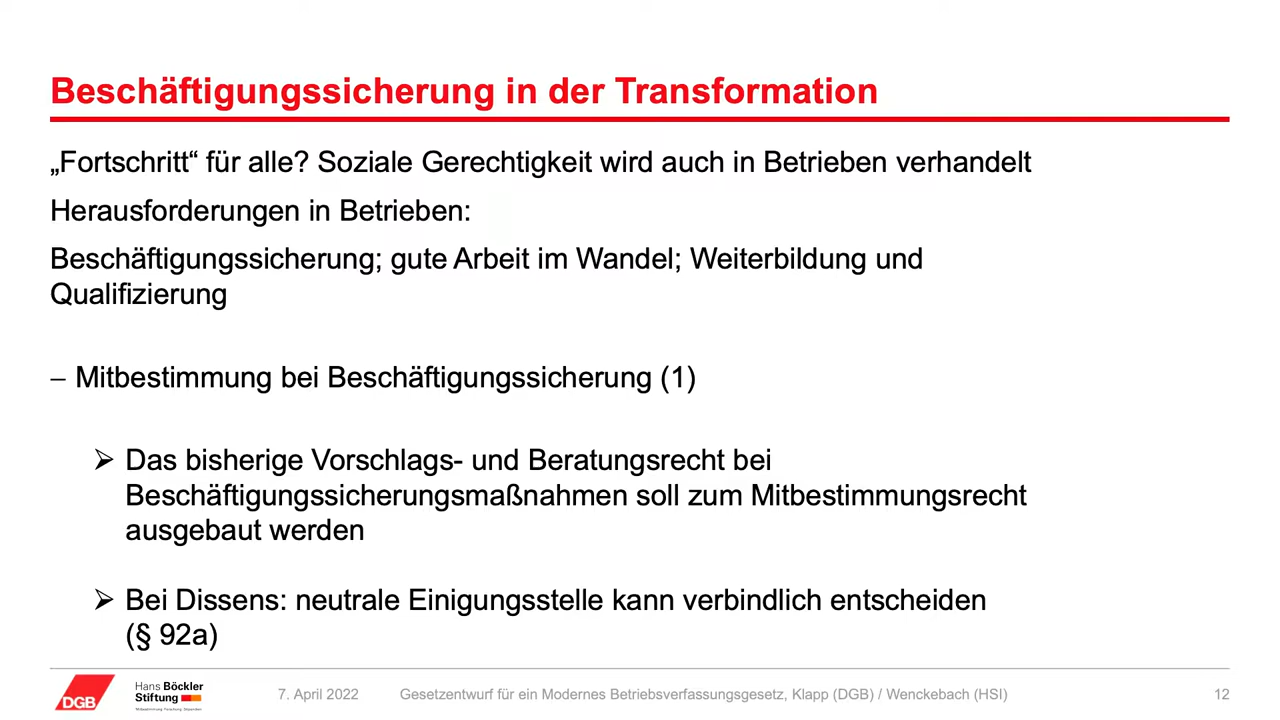 Beschäftigungssicherung in der Transformation
„Fortschritt“ für alle? Soziale Gerechtigkeit wird auch in Betrieben verhandelt
Herausforderungen in Betrieben:
Beschäftigungssicherung; gute Arbeit im Wandel; Weiterbildung und
Qualifizierung
– Mitbestimmung bei Beschäftigungssicherung (1)
➢ Das bisherige Vorschlags- und Beratungsrecht bei
Beschäftigungssicherungsmaßnahmen soll zum Mitbestimmungsrecht
ausgebaut werden
➢ Bei Dissens: neutrale Einigungsstelle kann verbindlich entscheiden
(§ 92a)
DGB
Hans Böckler
Stiftung
Mitbestimmung. Forschung. Stipendien.
7. April 2022
Gesetzentwurf für ein Modernes Betriebsverfassungsgesetz, Klapp (DGB) / Wenckebach (HSI)
12